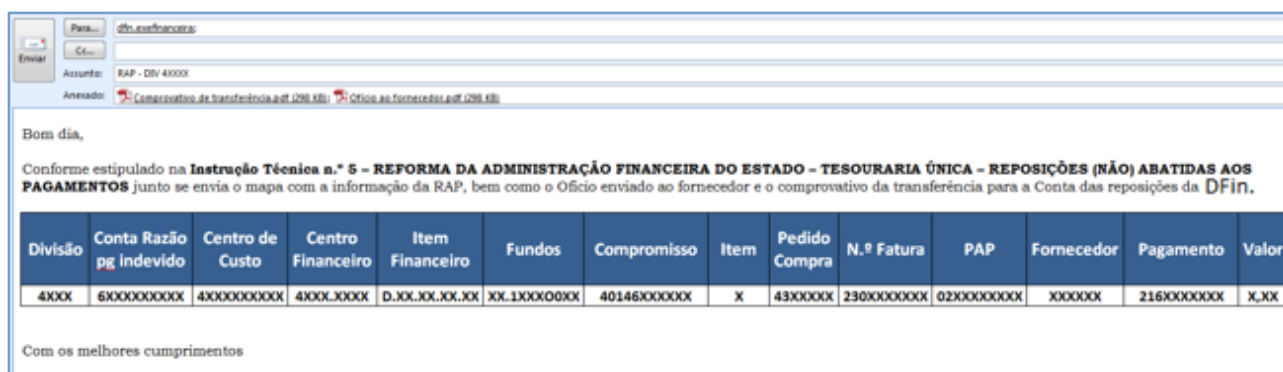 Para... dfn.exefinanceira;
Cc...
Enviar
Assunto: RAP - DIV 4XXXX
Anexado: Comprovativo de transferência.pdf (298 KB); Ofício ao fornecedor.pdf (298 KB)
Bom dia,
Conforme estipulado na Instrução Técnica n.º 5 – REFORMA DA ADMINISTRAÇÃO FINANCEIRA DO ESTADO – TESOURARIA ÚNICA – REPOSIÇÕES (NÃO) ABATIDAS AOS
PAGAMENTOS junto se envia o mapa com a informação da RAP, bem como o Ofício enviado ao fornecedor e o comprovativo da transferência para a Conta das reposições da DFin.
Divisão Conta Razão pg indevido Centro de Custo Centro Financeiro Item Financeiro Fundos Compromisso Item Pedido Compra N.º Fatura PAP Fornecedor Pagamento Valor
4XXX 6XXXXXXXXX 4XXXXXXXXX 4XXX.XXXX D.XX.XX.XX.XX XX.1XXXO0XX 40146XXXXXX X 43XXXXX 230XXXXXXX 02XXXXXXXX XXXXXX 216XXXXXXX X,XX
Com os melhores cumprimentos